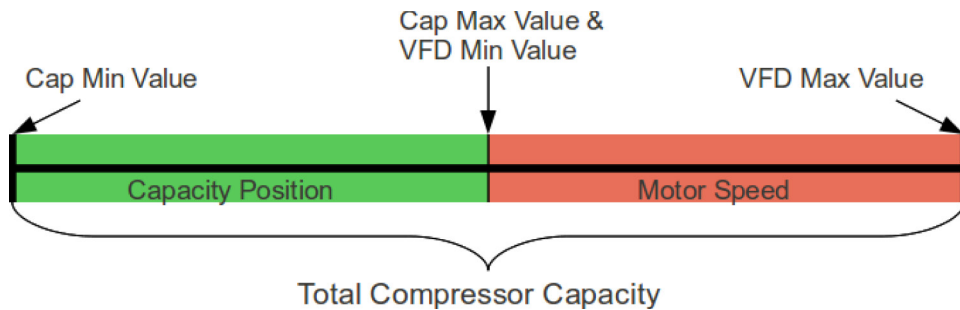 Cap Max Value &
VFD Min Value
Cap Min Value
VFD Max Value
Capacity Position
Motor Speed
Total Compressor Capacity